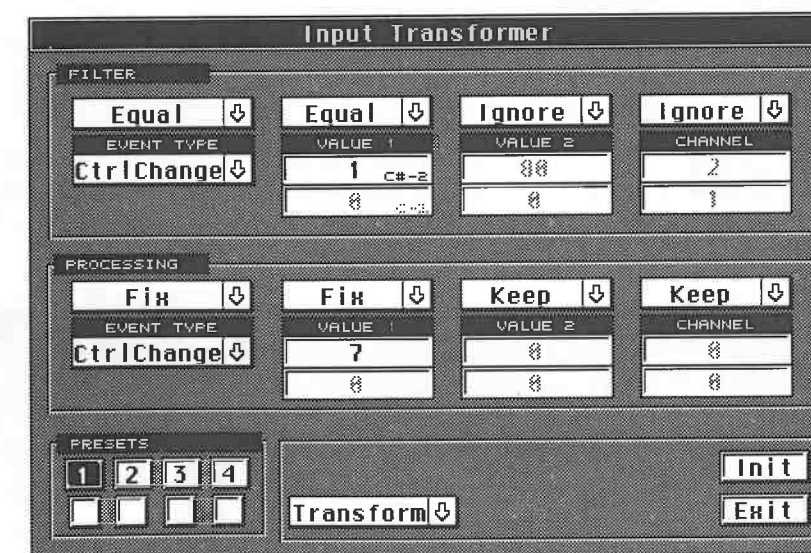 Input Transformer
FILTER
Equal Equal Ignore Ignore
EVENT TYPE VALUE 1 VALUE 2 CHANNEL
CtrlChange 1 C#-2 80 2
0 C-2 0 1
PROCESSING
Fix Fix Keep Keep
EVENT TYPE VALUE 1 VALUE 2 CHANNEL
CtrlChange 7 0 0
0 0 0
PRESETS
1 2 3 4
Init
Transform Exit